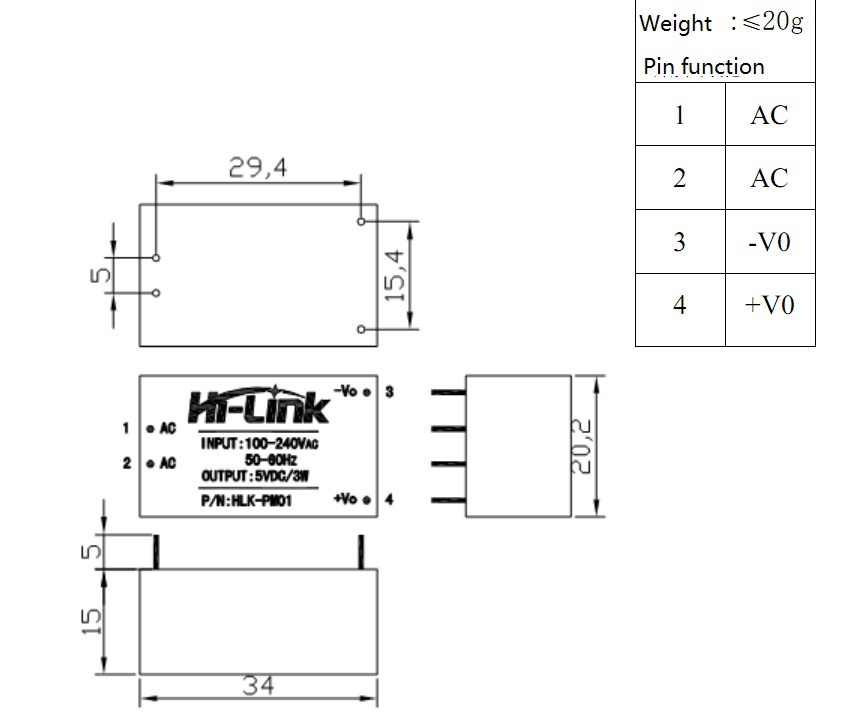 Weight :≤20g
Pin function
1 AC
2 AC
3 -V0
4 +V0
29,4
5
15,4
Hi-Link
-Vo 3
1 AC
INPUT:100-240VAC
50-60Hz
2 AC
OUTPUT:5VDC/3W
P/N:HLK-PM01
+Vo 4
20,2
5
15
34